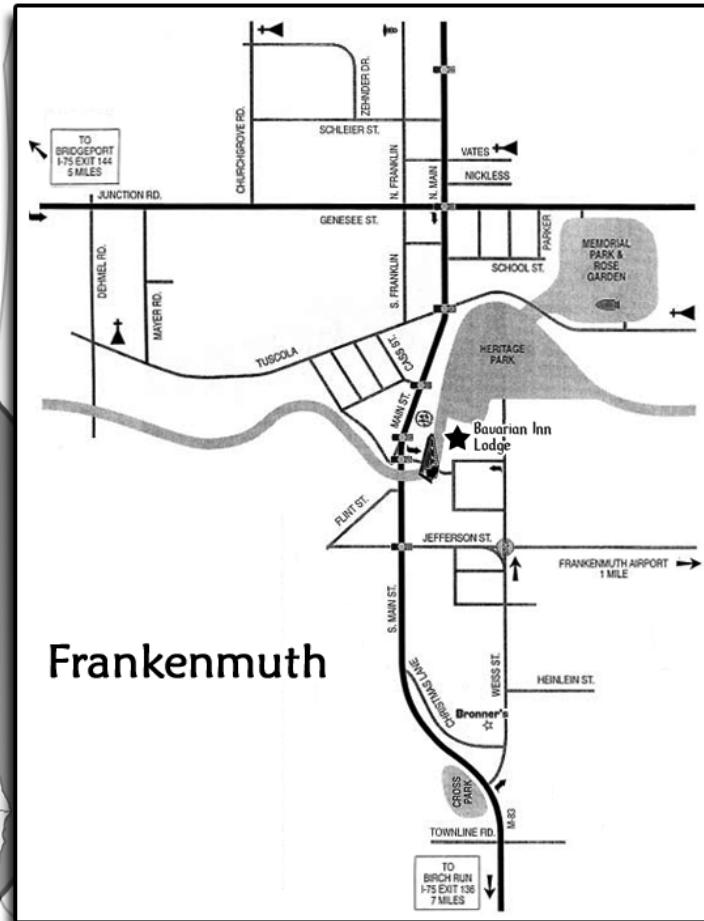 ZEHNDER DR.
CHURCHGROVE RD.
SCHLEIER ST.
TO
BRIDGEPORT
I-75 EXIT 144
5 MILES
N. FRANKLIN
N. MAIN
VATES
NICKLESS
JUNCTION RD.
GENESEE ST.
DEHMEL RD.
MAYER RD.
S. FRANKLIN
PARKER
SCHOOL ST.
MEMORIAL
PARK &
ROSE
GARDEN
TUSCOLA
CASS ST.
HERITAGE
PARK
MAIN ST.
Bavarian Inn
Lodge
FLINT ST.
JEFFERSON ST.
FRANKENMUTH AIRPORT
1 MILE
S. MAIN ST.
Frankenmuth
CHRISTMAS LANE
WEISS ST.
HEINLEIN ST.
Bronner's
CROSS
PARK
M-83
TOWNLINE RD.
TO
BIRCH RUN
I-75 EXIT 136
7 MILES